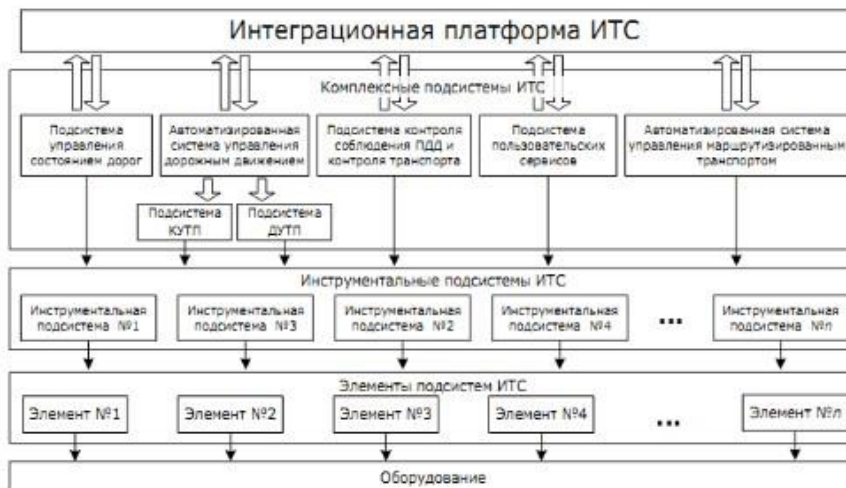 Интеграционная платформа ИТС
Комплексные подсистемы ИТС
Подсистема
управления
состоянием дорог
Автоматизированная
система управления
дорожным движением
Подсистема контроля
соблюдения ПДД и
контроля транспорта
Подсистема
пользовательских
сервисов
Автоматизированная система
управления маршрутизированным
транспортом
Подсистема
КУТП
Подсистема
ДУТП
Инструментальные подсистемы ИТС
Инструментальная
подсистема №1
Инструментальная
подсистема №3
Инструментальная
подсистема №2
Инструментальная
подсистема №4
...
Инструментальная
подсистема №n
Элементы подсистем ИТС
Элемент №1
Элемент №2
Элемент №3
Элемент №4
...
Элемент №n
Оборудование